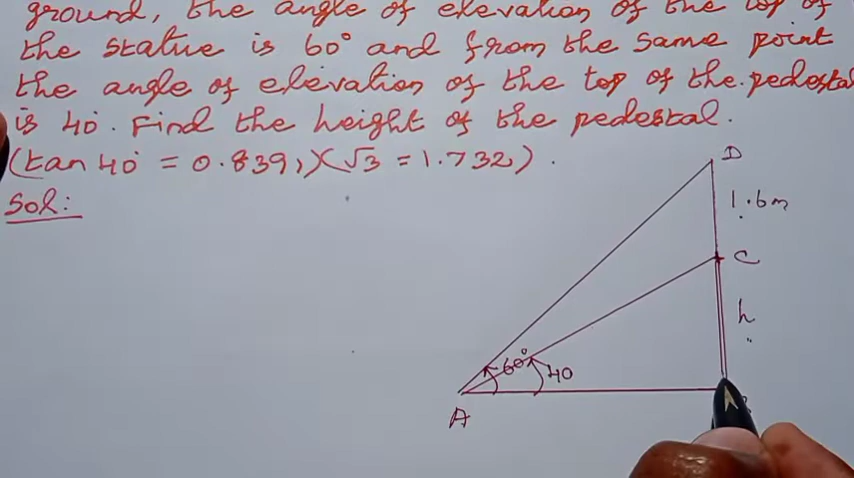 ground, the angle of elevation of the top of
the statue is 60° and from the same point
the angle of elevation of the top of the pedestal
is 40°. Find the height of the pedestal.
(tan 40° = 0.839,)(√3 = 1.732).
Sol:
D
1.6m
C
h
60°
40
A